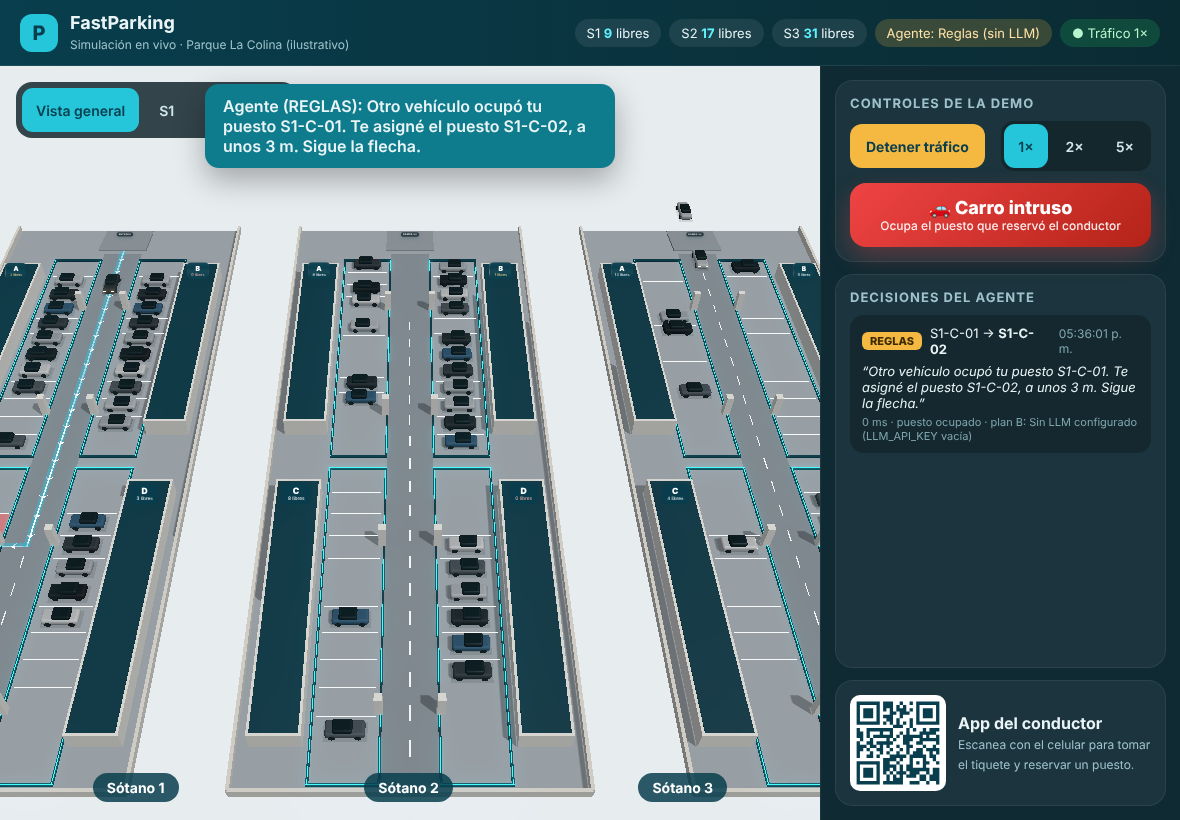 P
FastParking
Simulación en vivo · Parque La Colina (ilustrativo)
S1 9 libres
S2 17 libres
S3 31 libres
Agente: Reglas (sin LLM)
Tráfico 1×
Vista general
S1
Agente (REGLAS): Otro vehículo ocupó tu
puesto S1-C-01. Te asigné el puesto S1-C-02, a
unos 3 m. Sigue la flecha.
A
B
A
B
A
B
D
C
D
C
Sótano 1
Sótano 2
Sótano 3
CONTROLES DE LA DEMO
Detener tráfico
1×
2×
5×
🚗 Carro intruso
Ocupa el puesto que reservó el conductor
DECISIONES DEL AGENTE
REGLAS
S1-C-01 → S1-C-
02
05:36:01 p.
m.
“Otro vehículo ocupó tu puesto S1-C-01. Te
asigné el puesto S1-C-02, a unos 3 m. Sigue
la flecha.”
0 ms · puesto ocupado · plan B: Sin LLM configurado
(LLM_API_KEY vacía)
App del conductor
Escanea con el celular para tomar
el tiquete y reservar un puesto.